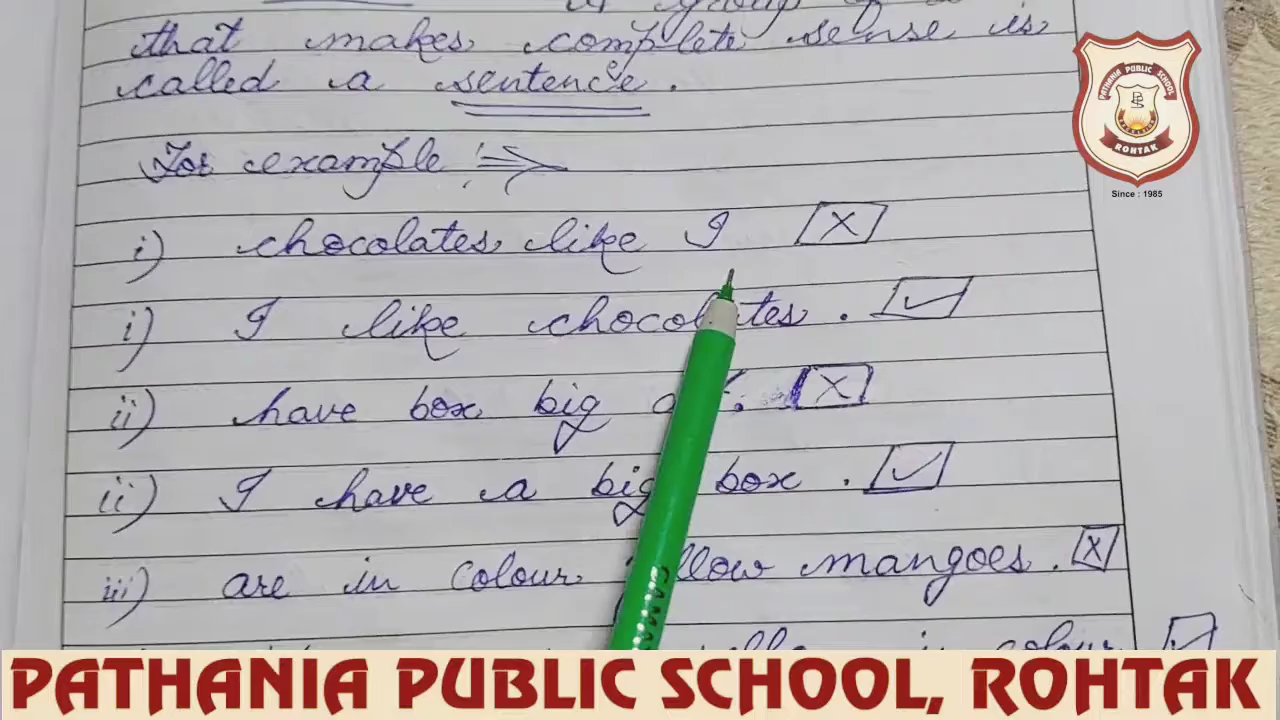 that makes complete sense is
called a sentence.
For example :⇒
i) chocolates like I X
i) I like chocolates. ✓
ii) have box big X
ii) I have a big box. ✓
iii) are in colour mangoes. X
colour ✓
PATHANIA PUBLIC SCHOOL
ROHTAK
Since : 1985
PATHANIA PUBLIC SCHOOL, ROHTAK